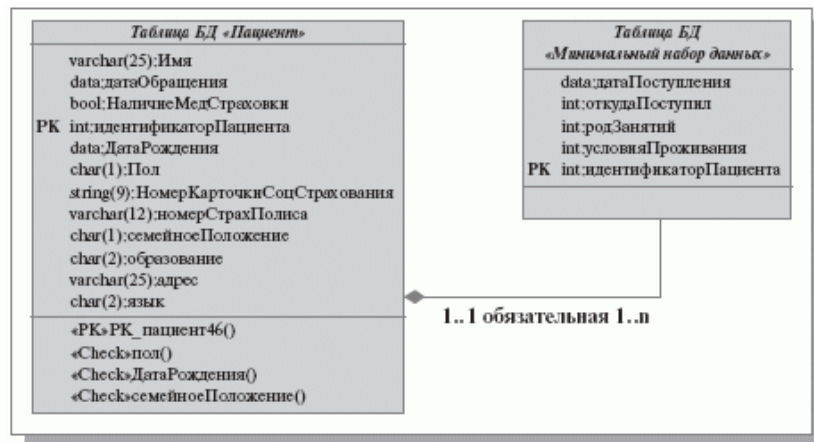 Таблица БД «Пациент»
varchar(25):Имя
data:датаОбращения
bool:НаличиеМедСтраховки
PK int:идентификаторПациента
data:ДатаРождения
char(1):Пол
string(9):НомерКарточкиСоцСтрахования
varchar(12):номерСтрахПолиса
char(1):семейноеПоложение
char(2):образование
varchar(25):адрес
char(2):язык
«PK»PK_пациент46()
«Check»пол()
«Check»ДатаРождения()
«Check»семейноеПоложение()
Таблица БД
«Минимальный набор данных»
data:датаПоступления
int:откудаПоступил
int:родЗанятий
int:условияПроживания
PK int:идентификаторПациента
1..1 обязательная 1..n